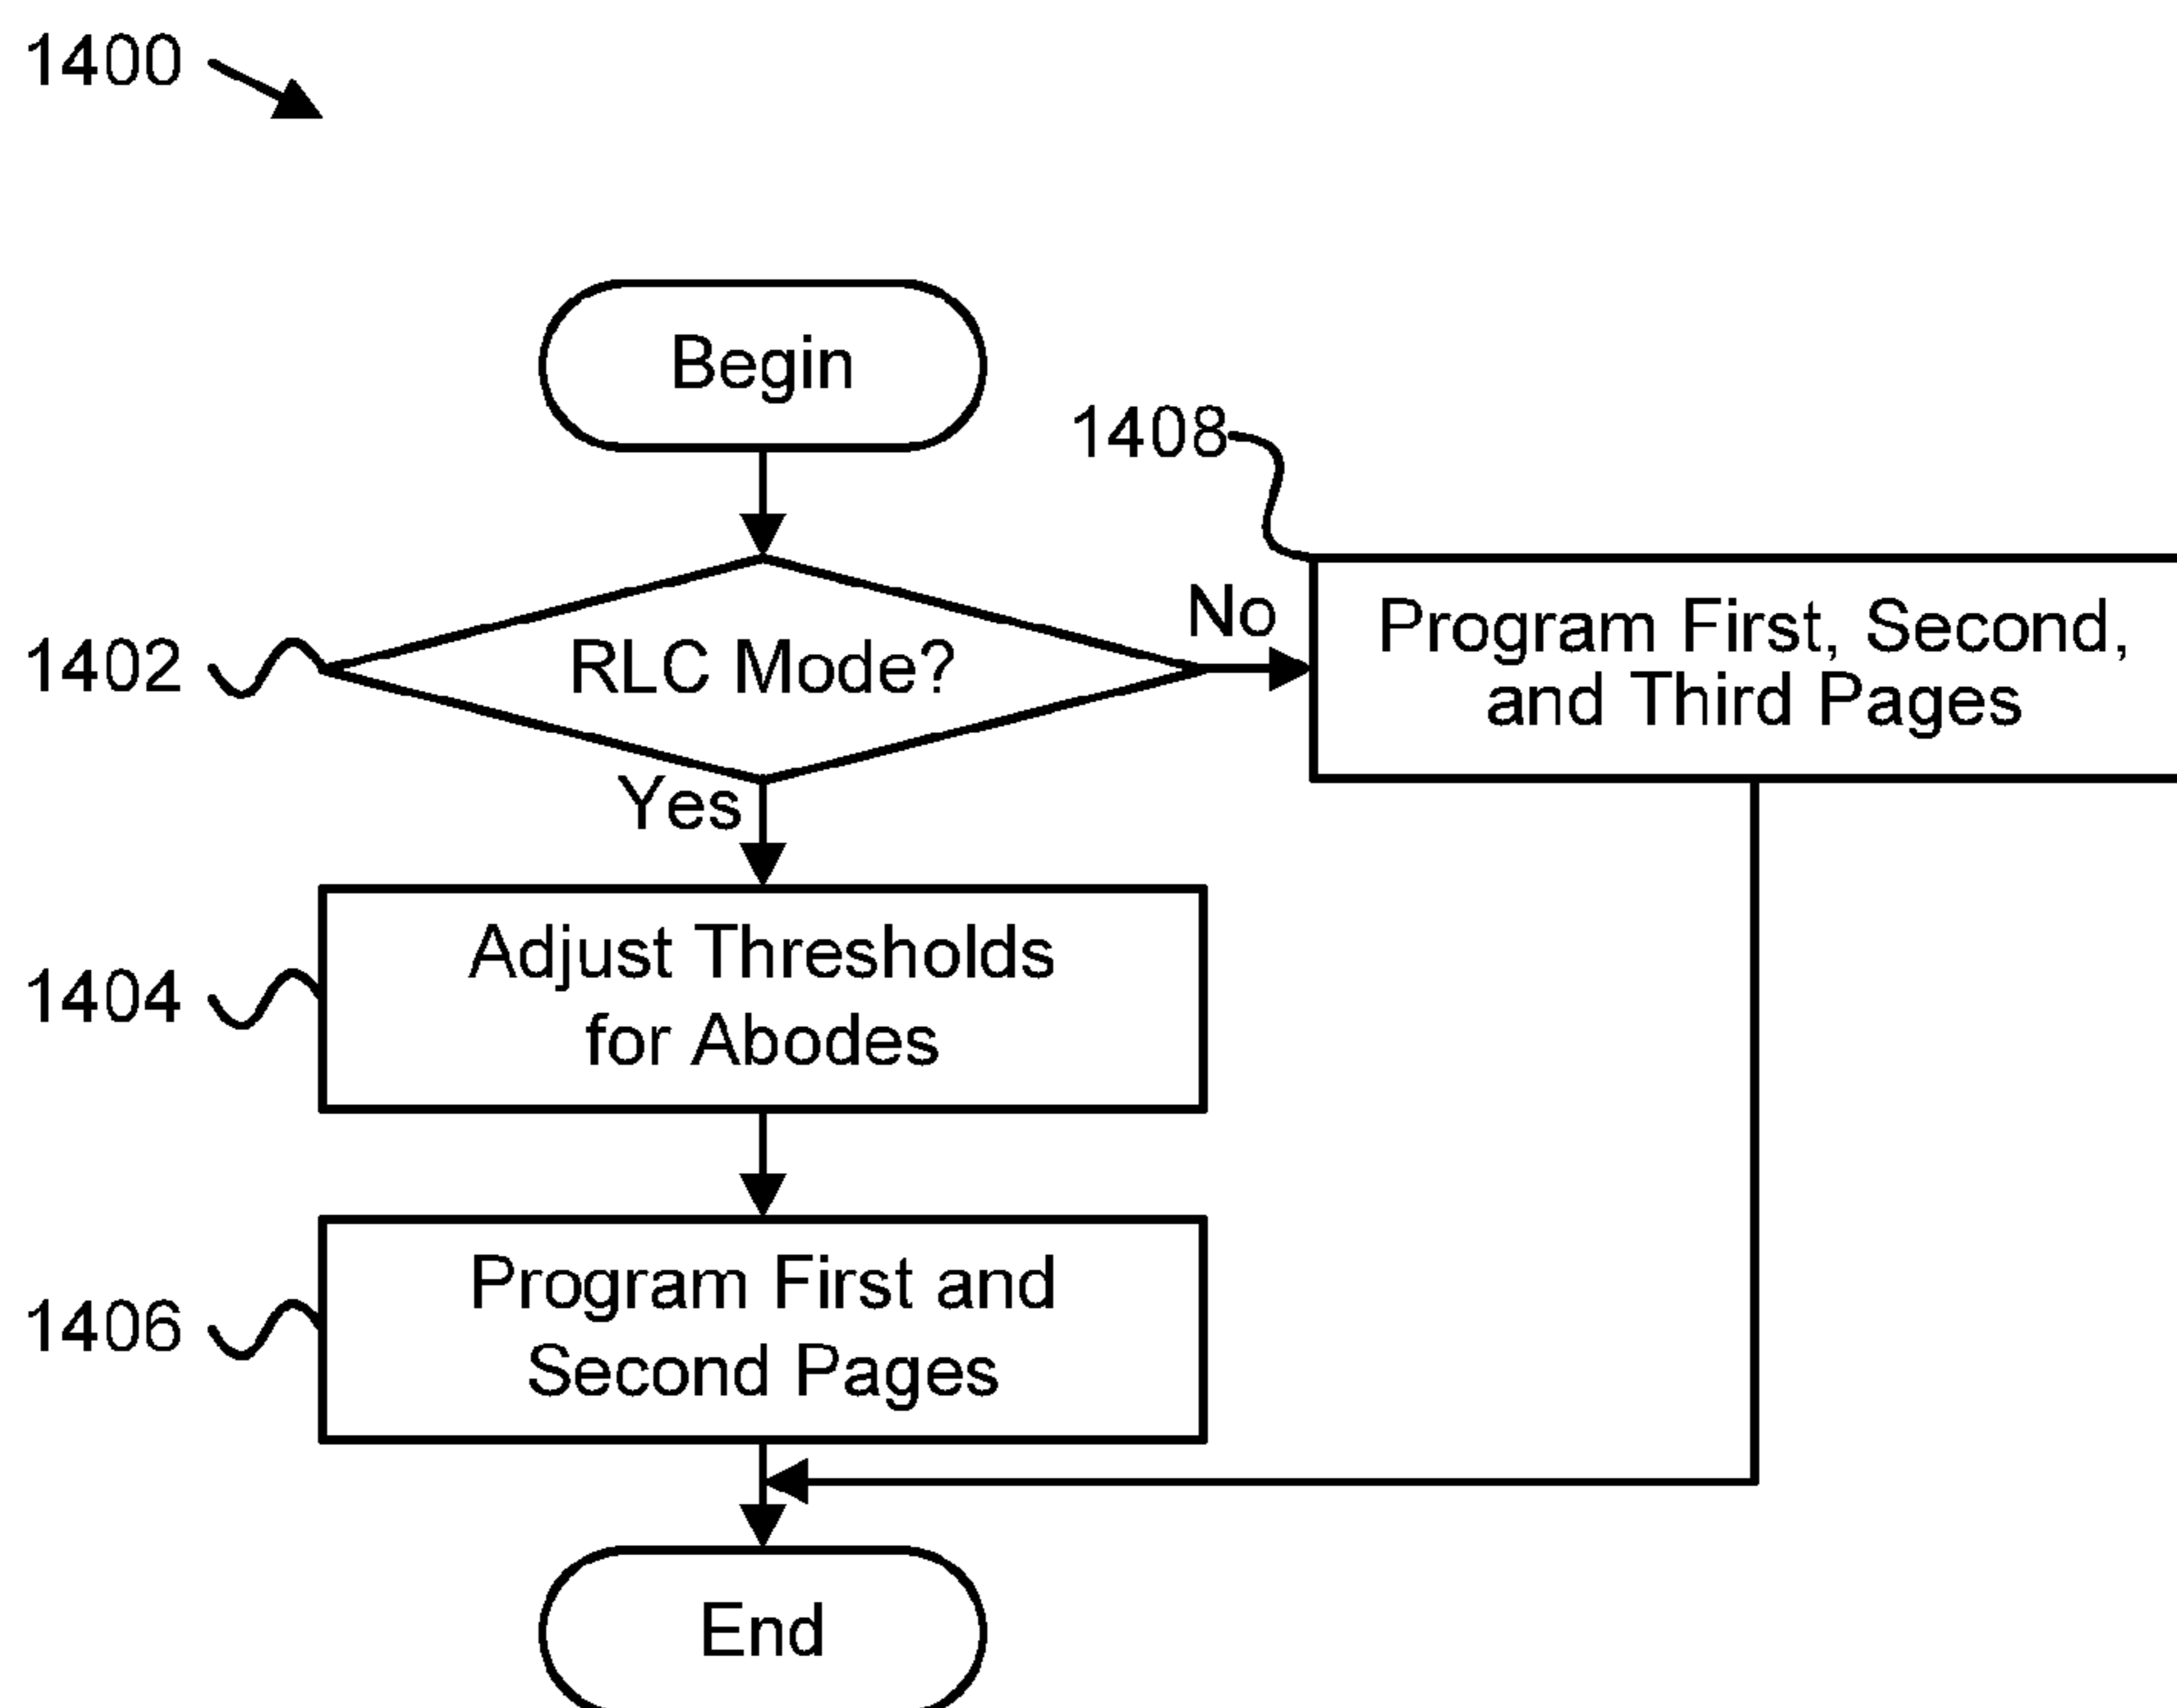 1400
Begin
1408
1402
RLC Mode?
No
Program First, Second,
and Third Pages
Yes
1404
Adjust Thresholds
for Abodes
1406
Program First and
Second Pages
End